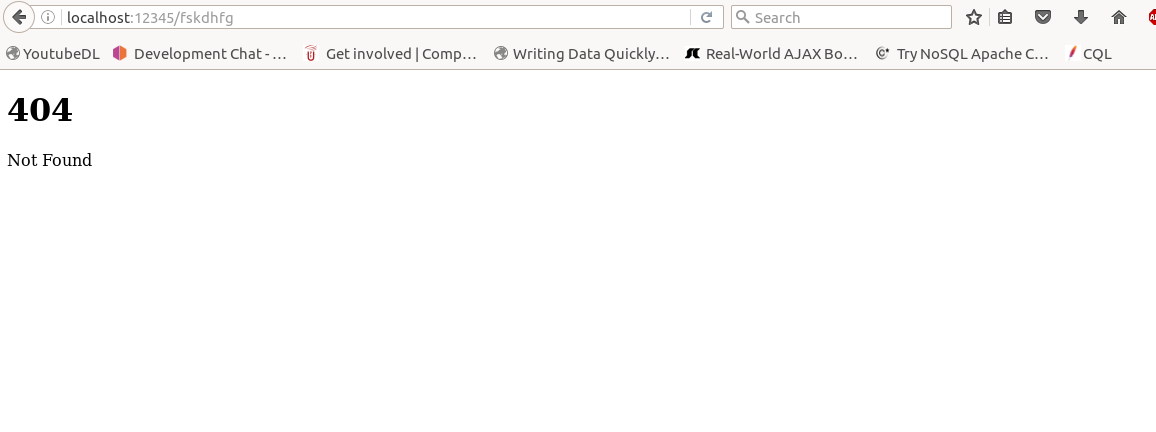 localhost:12345/fskdhfg Search
YoutubeDL Development Chat - ... Get involved | Comp... Writing Data Quickly,... Real-World AJAX Bo... Try NoSQL Apache C... CQL
404
Not Found